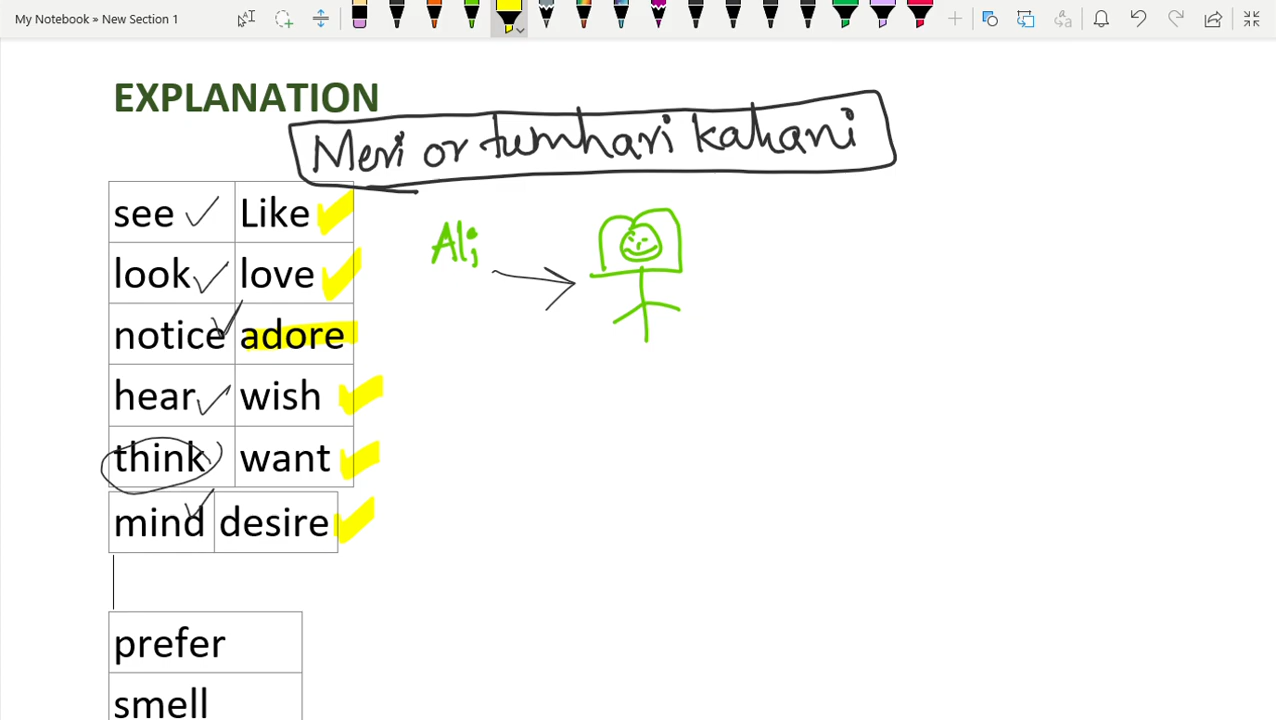 My Notebook » New Section 1
EXPLANATION
Meri or tumhari kahani
see Like
look love
notice adore
hear wish
think want
mind desire
prefer
smell
Ali